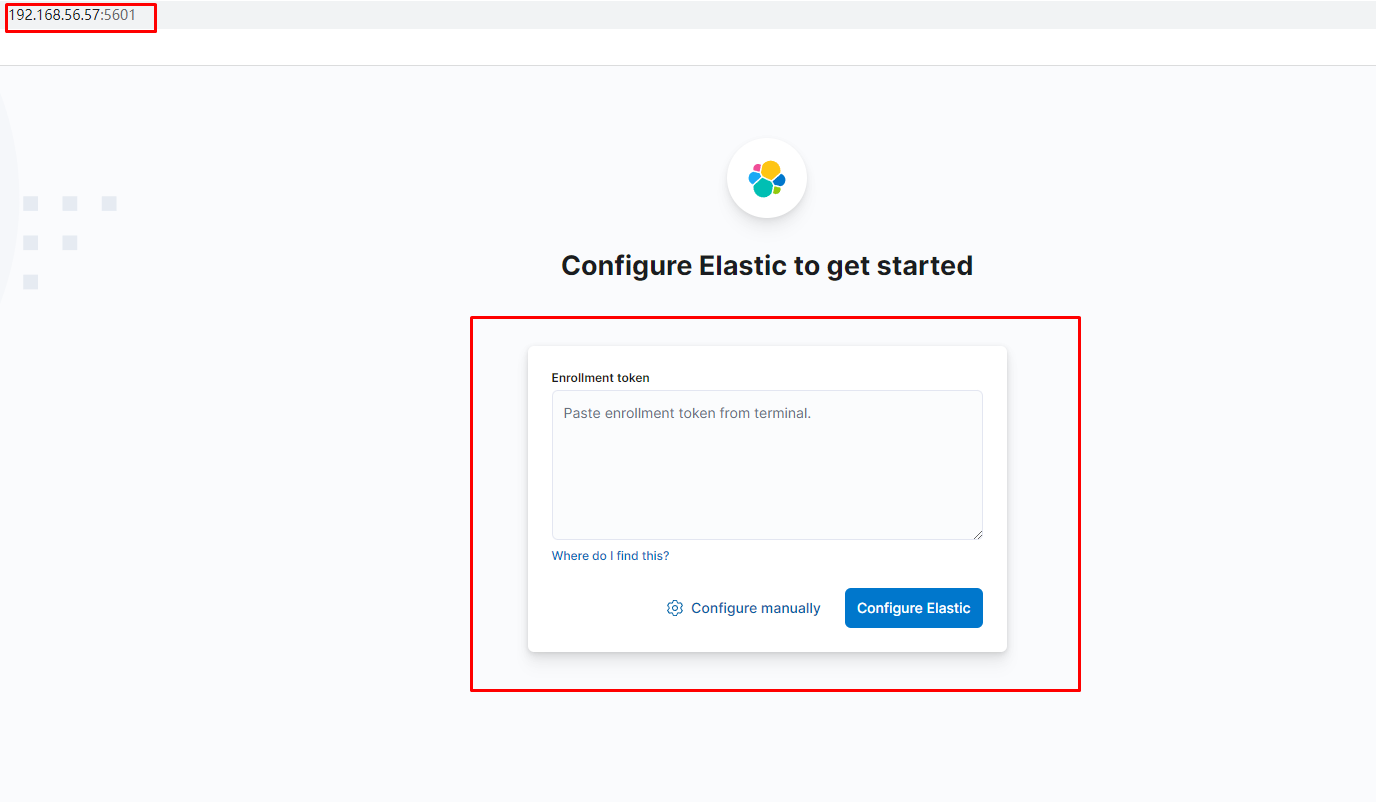 192.168.56.57:5601
Configure Elastic to get started
Enrollment token
Paste enrollment token from terminal.
Where do I find this?
Configure manually
Configure Elastic